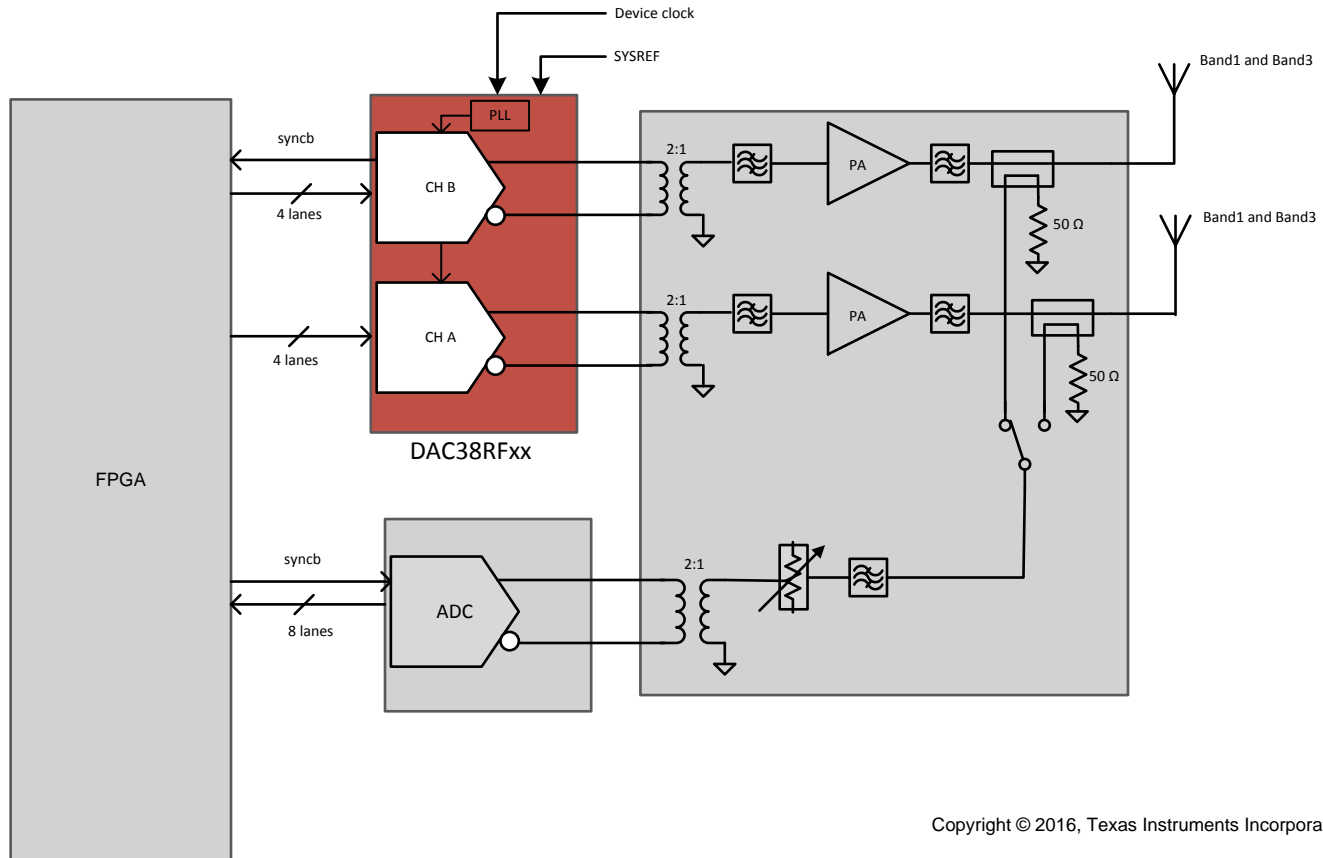 Device clock
SYSREF
Band1 and Band3
PLL
syncb
2:1
CH B
PA
4 lanes
50 Ω
Band1 and Band3
2:1
CH A
PA
4 lanes
50 Ω
DAC38RFxx
FPGA
syncb
2:1
ADC
8 lanes
Copyright © 2016, Texas Instruments Incorpora